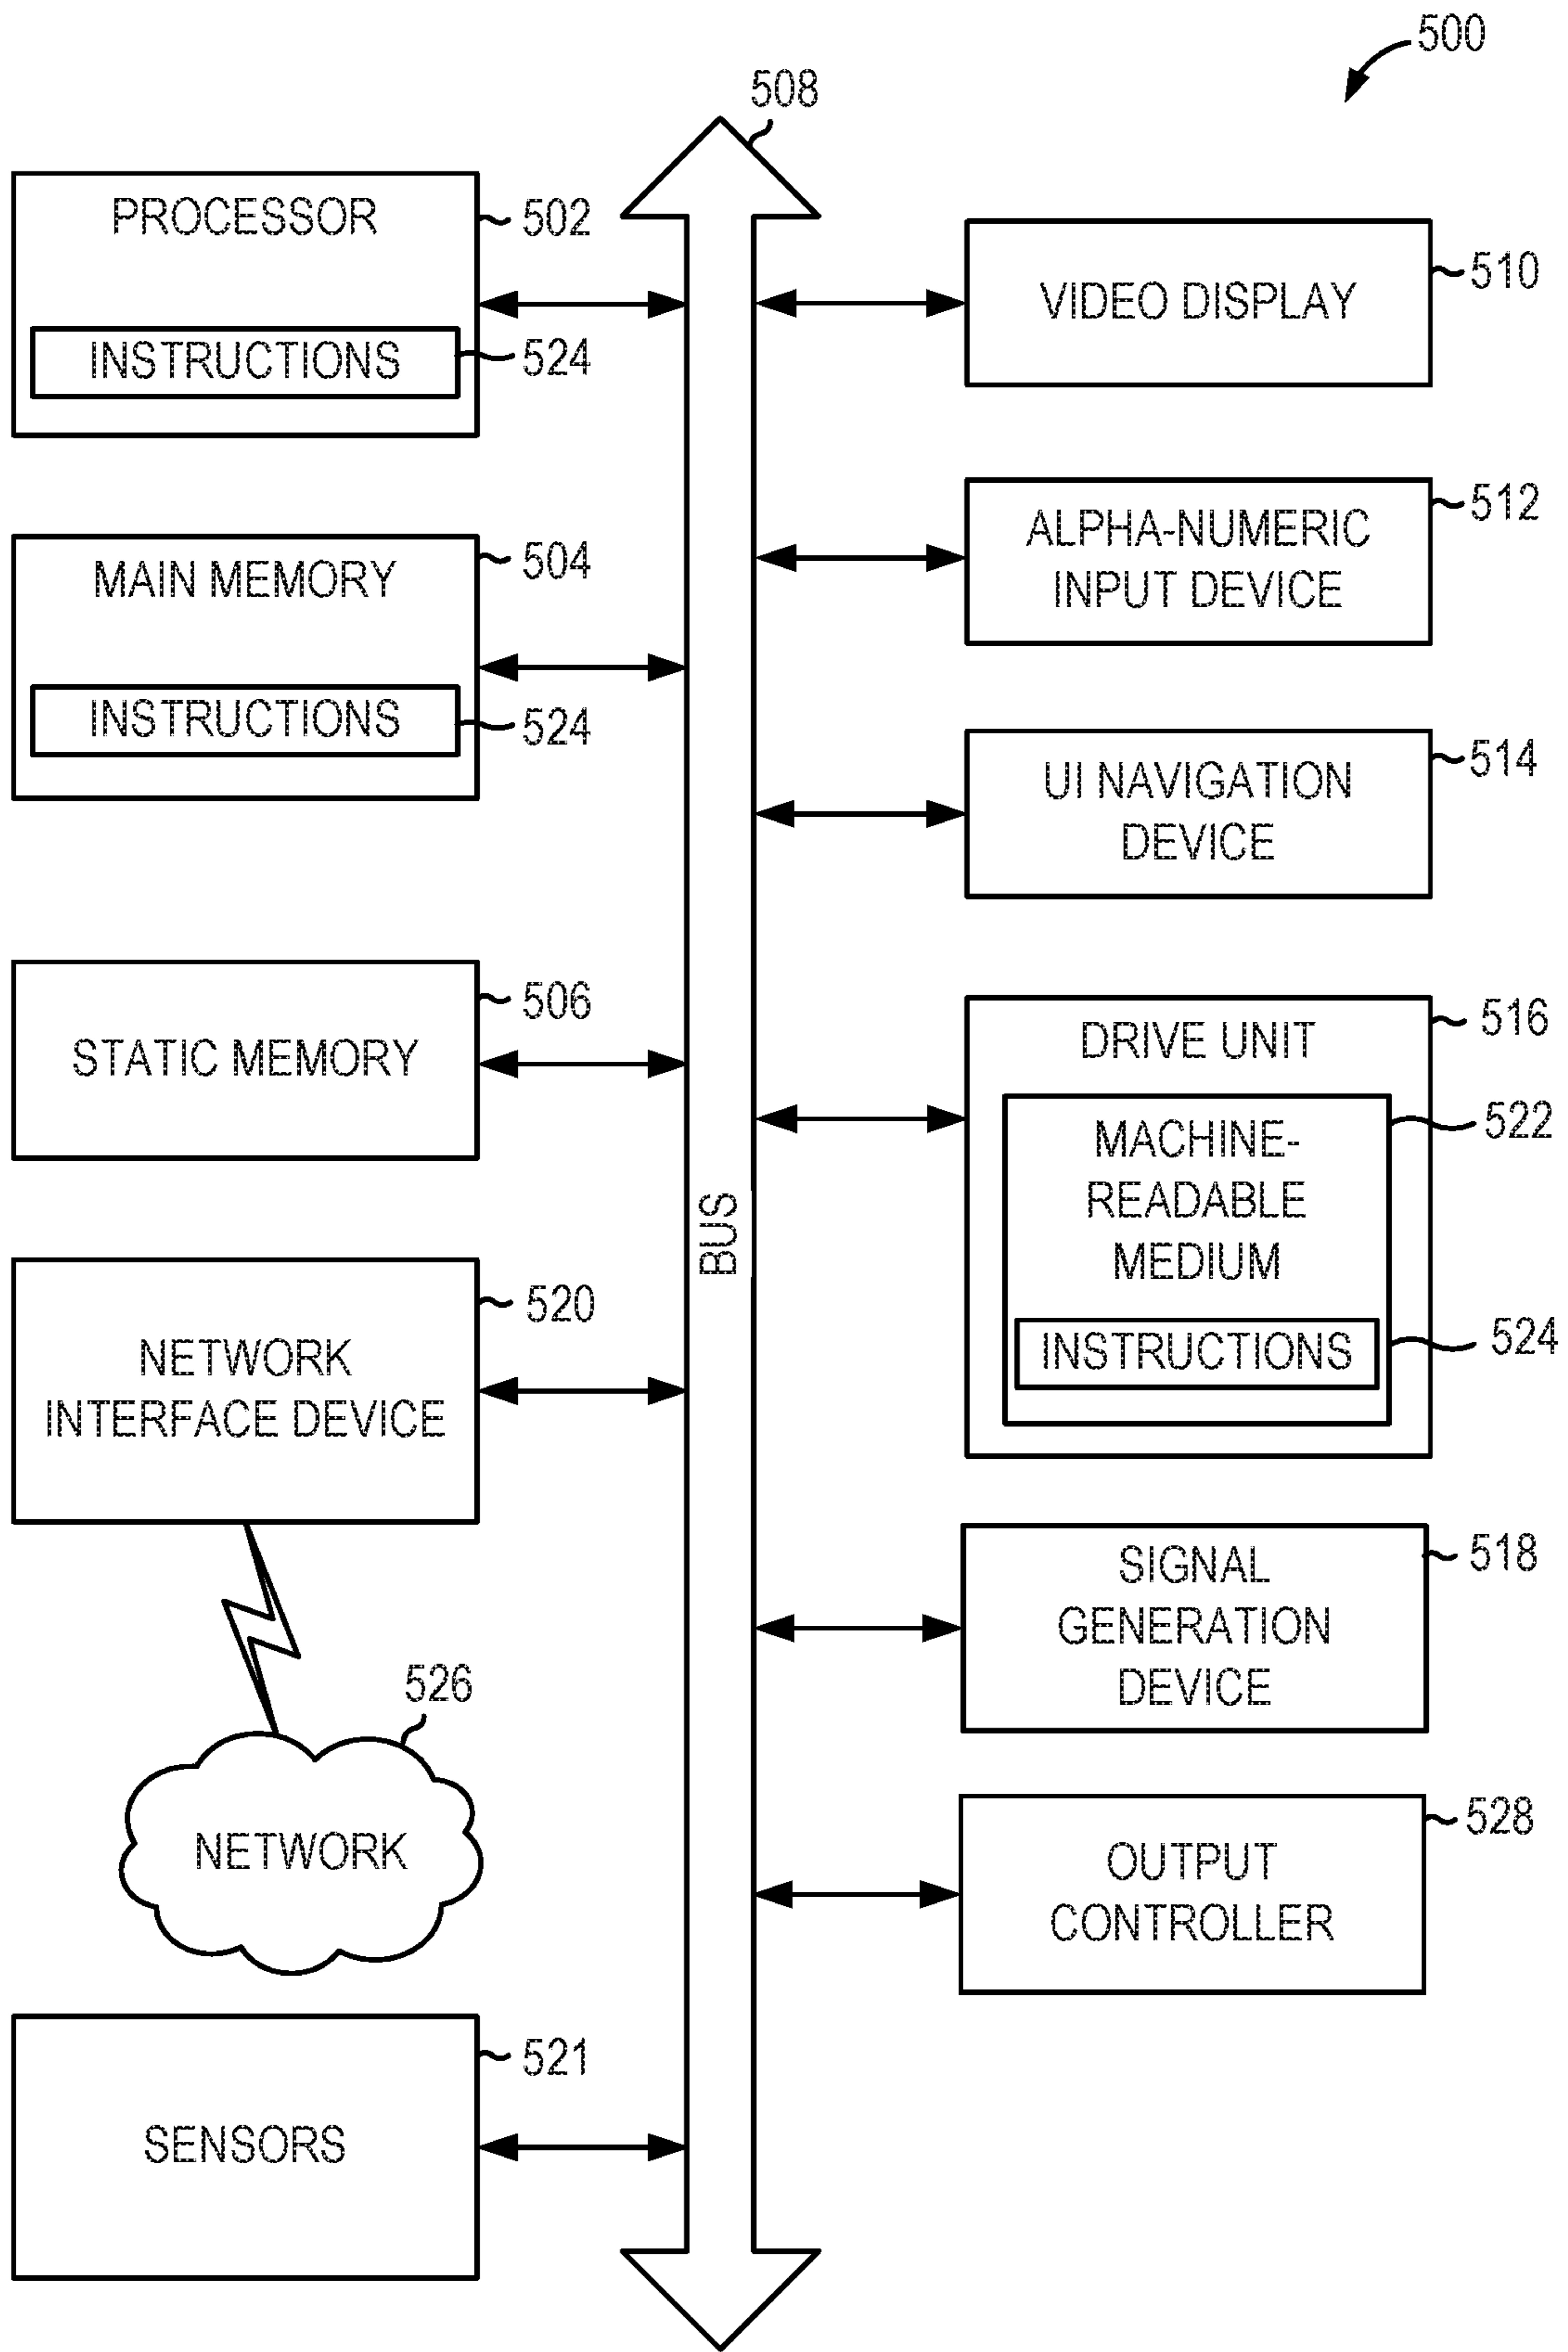 500
508
PROCESSOR
502
INSTRUCTIONS
524
MAIN MEMORY
504
INSTRUCTIONS
524
STATIC MEMORY
506
NETWORK
INTERFACE DEVICE
520
526
NETWORK
SENSORS
521
BUS
VIDEO DISPLAY
510
ALPHA-NUMERIC
INPUT DEVICE
512
UI NAVIGATION
DEVICE
514
DRIVE UNIT
516
MACHINE-
READABLE
MEDIUM
522
INSTRUCTIONS
524
SIGNAL
GENERATION
DEVICE
518
OUTPUT
CONTROLLER
528